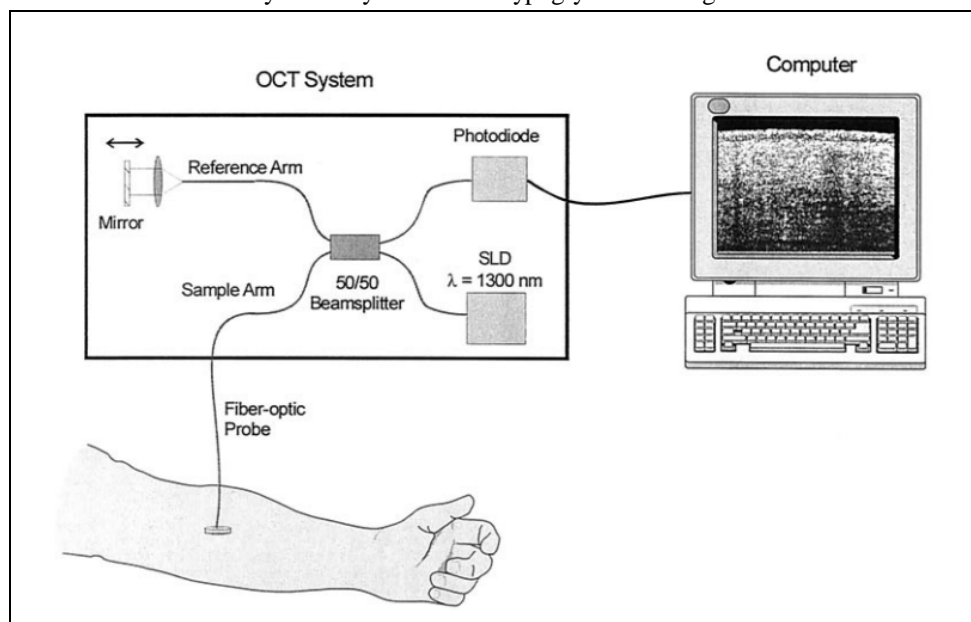 OCT System
Computer
Photodiode
Reference Arm
Mirror
SLD
λ = 1300 nm
50/50
Beamsplitter
Sample Arm
Fiber-optic
Probe